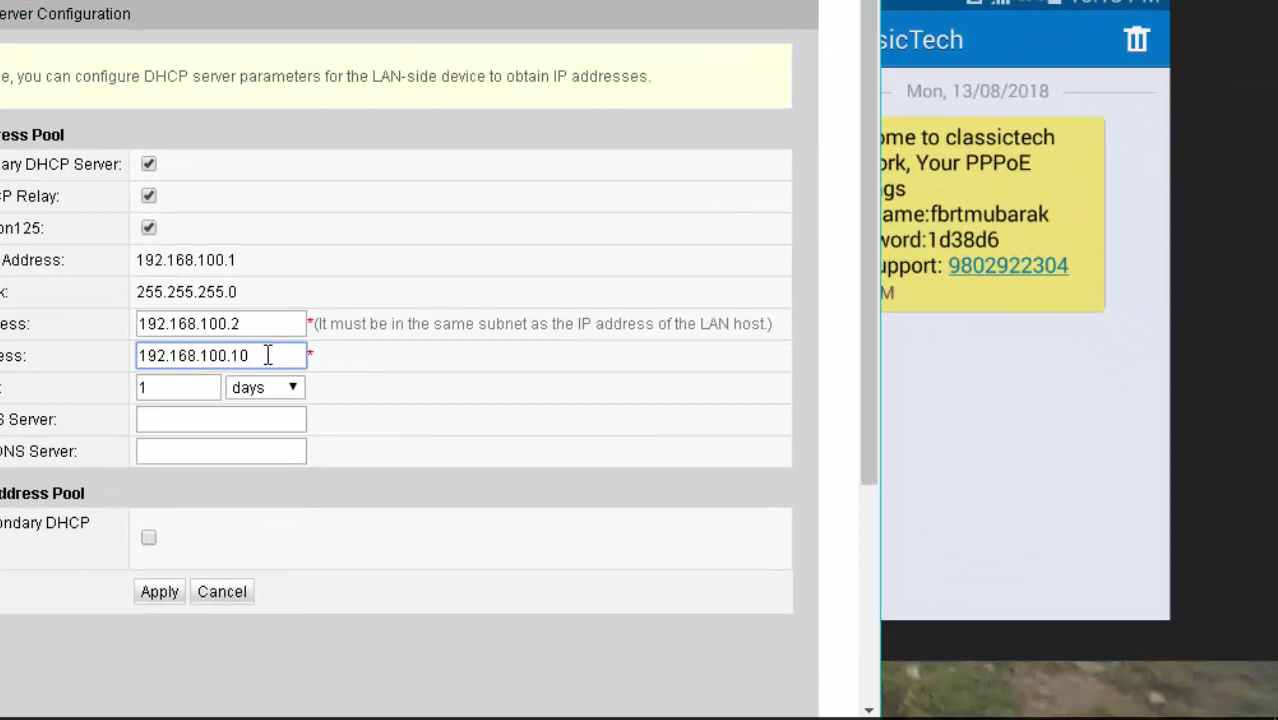 erver Configuration
e, you can configure DHCP server parameters for the LAN-side device to obtain IP addresses.
ress Pool
ary DHCP Server:
CP Relay:
on125:
Address: 192.168.100.1
k: 255.255.255.0
ess: 192.168.100.2 *(It must be in the same subnet as the IP address of the LAN host.)
ess: 192.168.100.10 *
: 1 days
S Server:
DNS Server:
ddress Pool
ondary DHCP
Apply Cancel
sicTech
Mon, 13/08/2018
ome to classictech
ork, Your PPPoE
ngs
ame:fbrtmubarak
word:1d38d6
upport: 9802922304
M